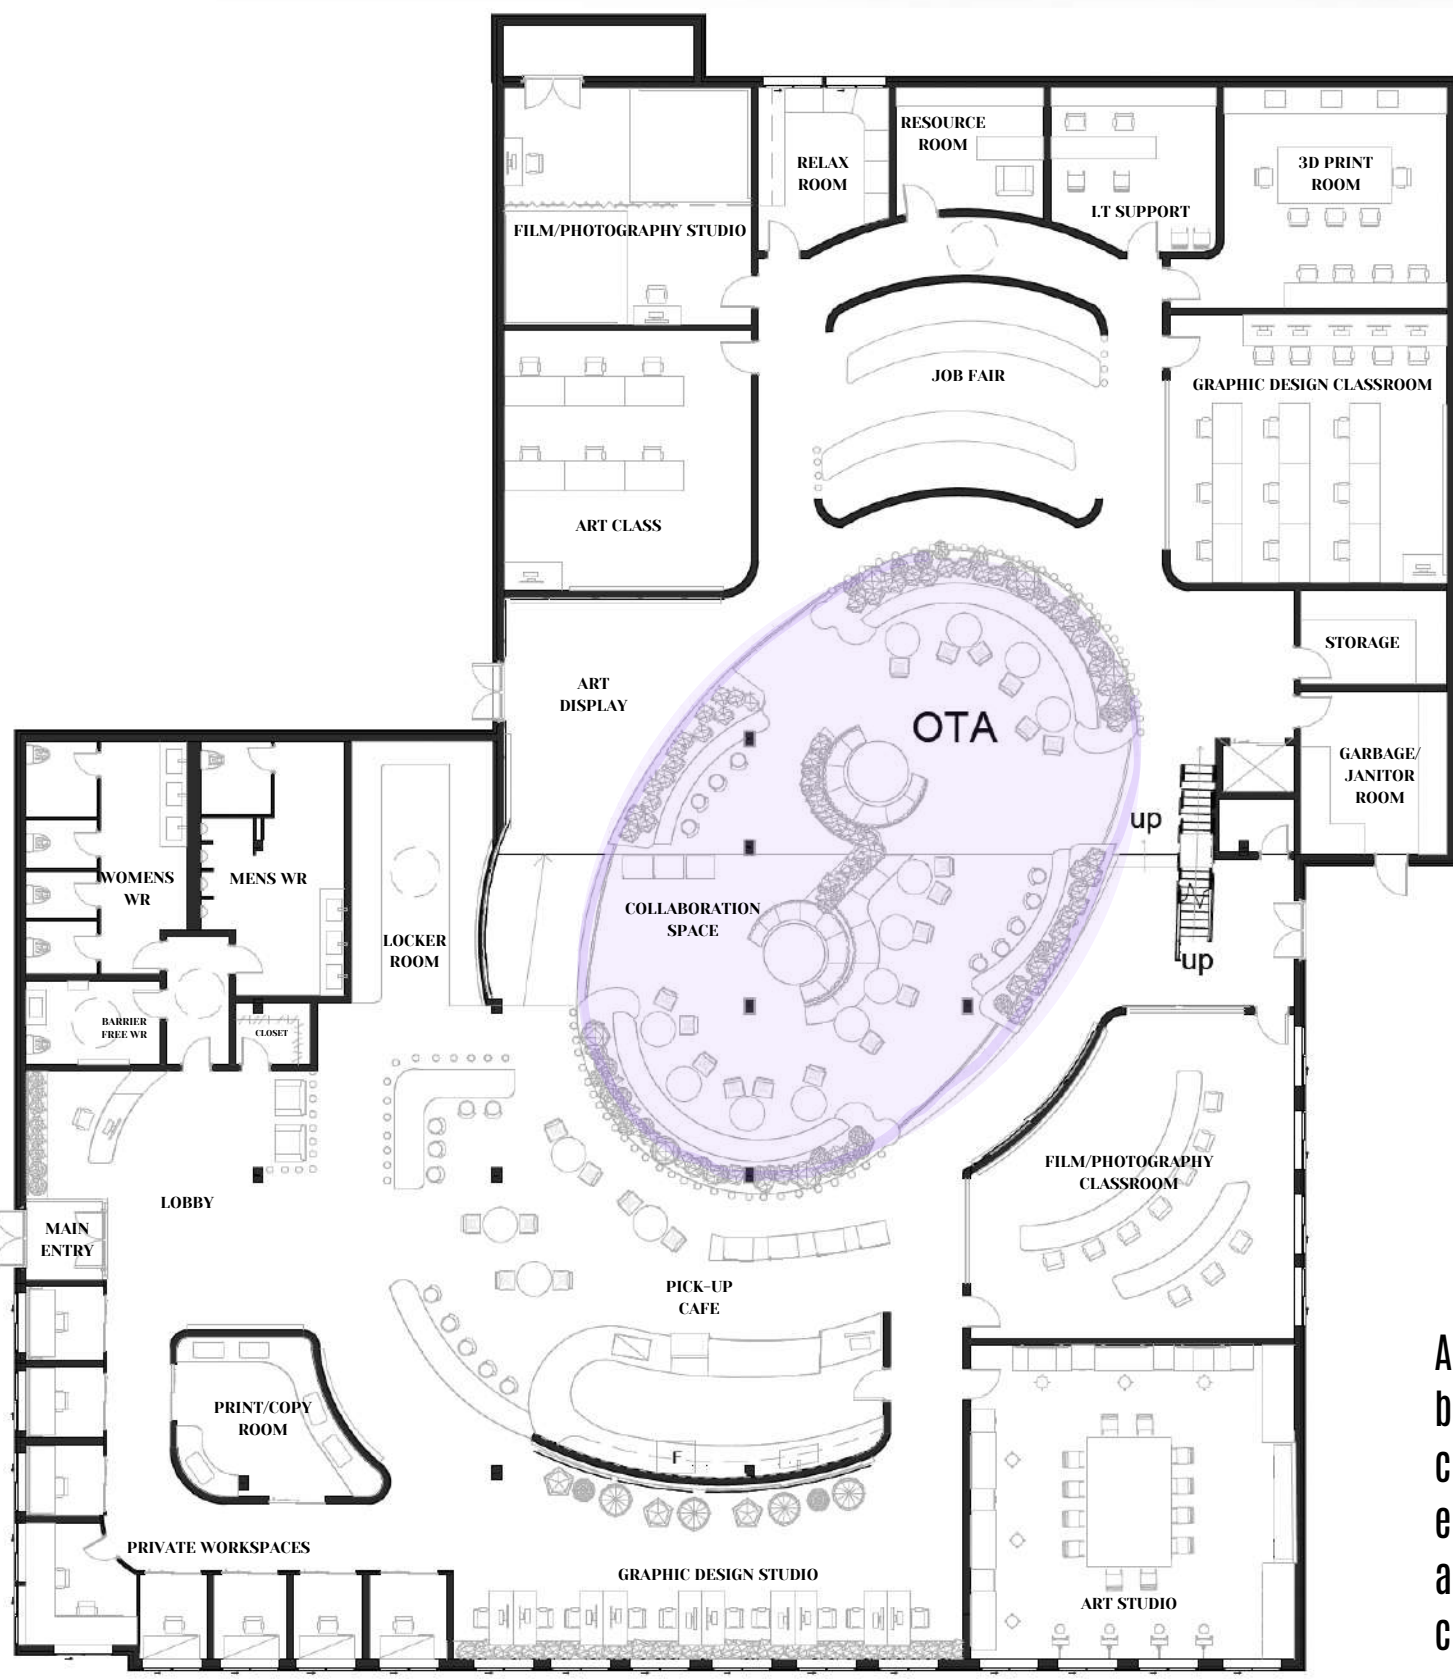 RESOURCE
ROOM
RELAX
ROOM
3D PRINT
ROOM
I.T SUPPORT
FILM/PHOTOGRAPHY STUDIO
JOB FAIR
GRAPHIC DESIGN CLASSROOM
ART CLASS
STORAGE
ART
DISPLAY
OTA
GARBAGE/
JANITOR
ROOM
up
WOMENS
WR
MENS WR
COLLABORATION
SPACE
LOCKER
ROOM
up
BARRIER
FREE WR
CLOSET
FILM/PHOTOGRAPHY
CLASSROOM
LOBBY
MAIN
ENTRY
PICK-UP
CAFE
PRINT/COPY
ROOM
F
PRIVATE WORKSPACES
GRAPHIC DESIGN STUDIO
ART STUDIO
A
b
c
e
a
c